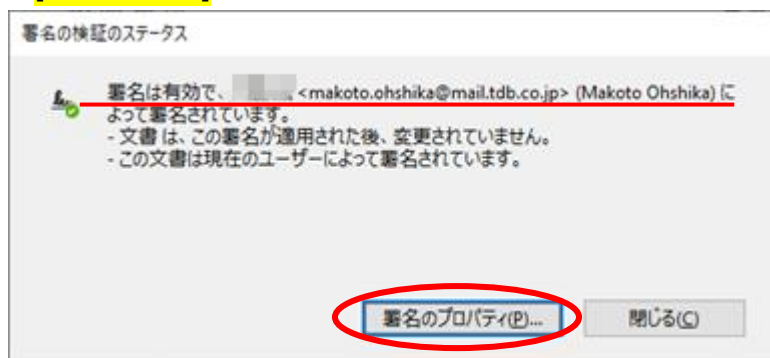 署名の検証のステータス
署名は有効で、 <makoto.ohshika@mail.tdb.co.jp> (Makoto Ohshika) に
よって署名されています。
- 文書 は、この署名が適用された後、変更されていません。
- この文書は現在のユーザーによって署名されています。
署名のプロパティ(P)... 閉じる(C)